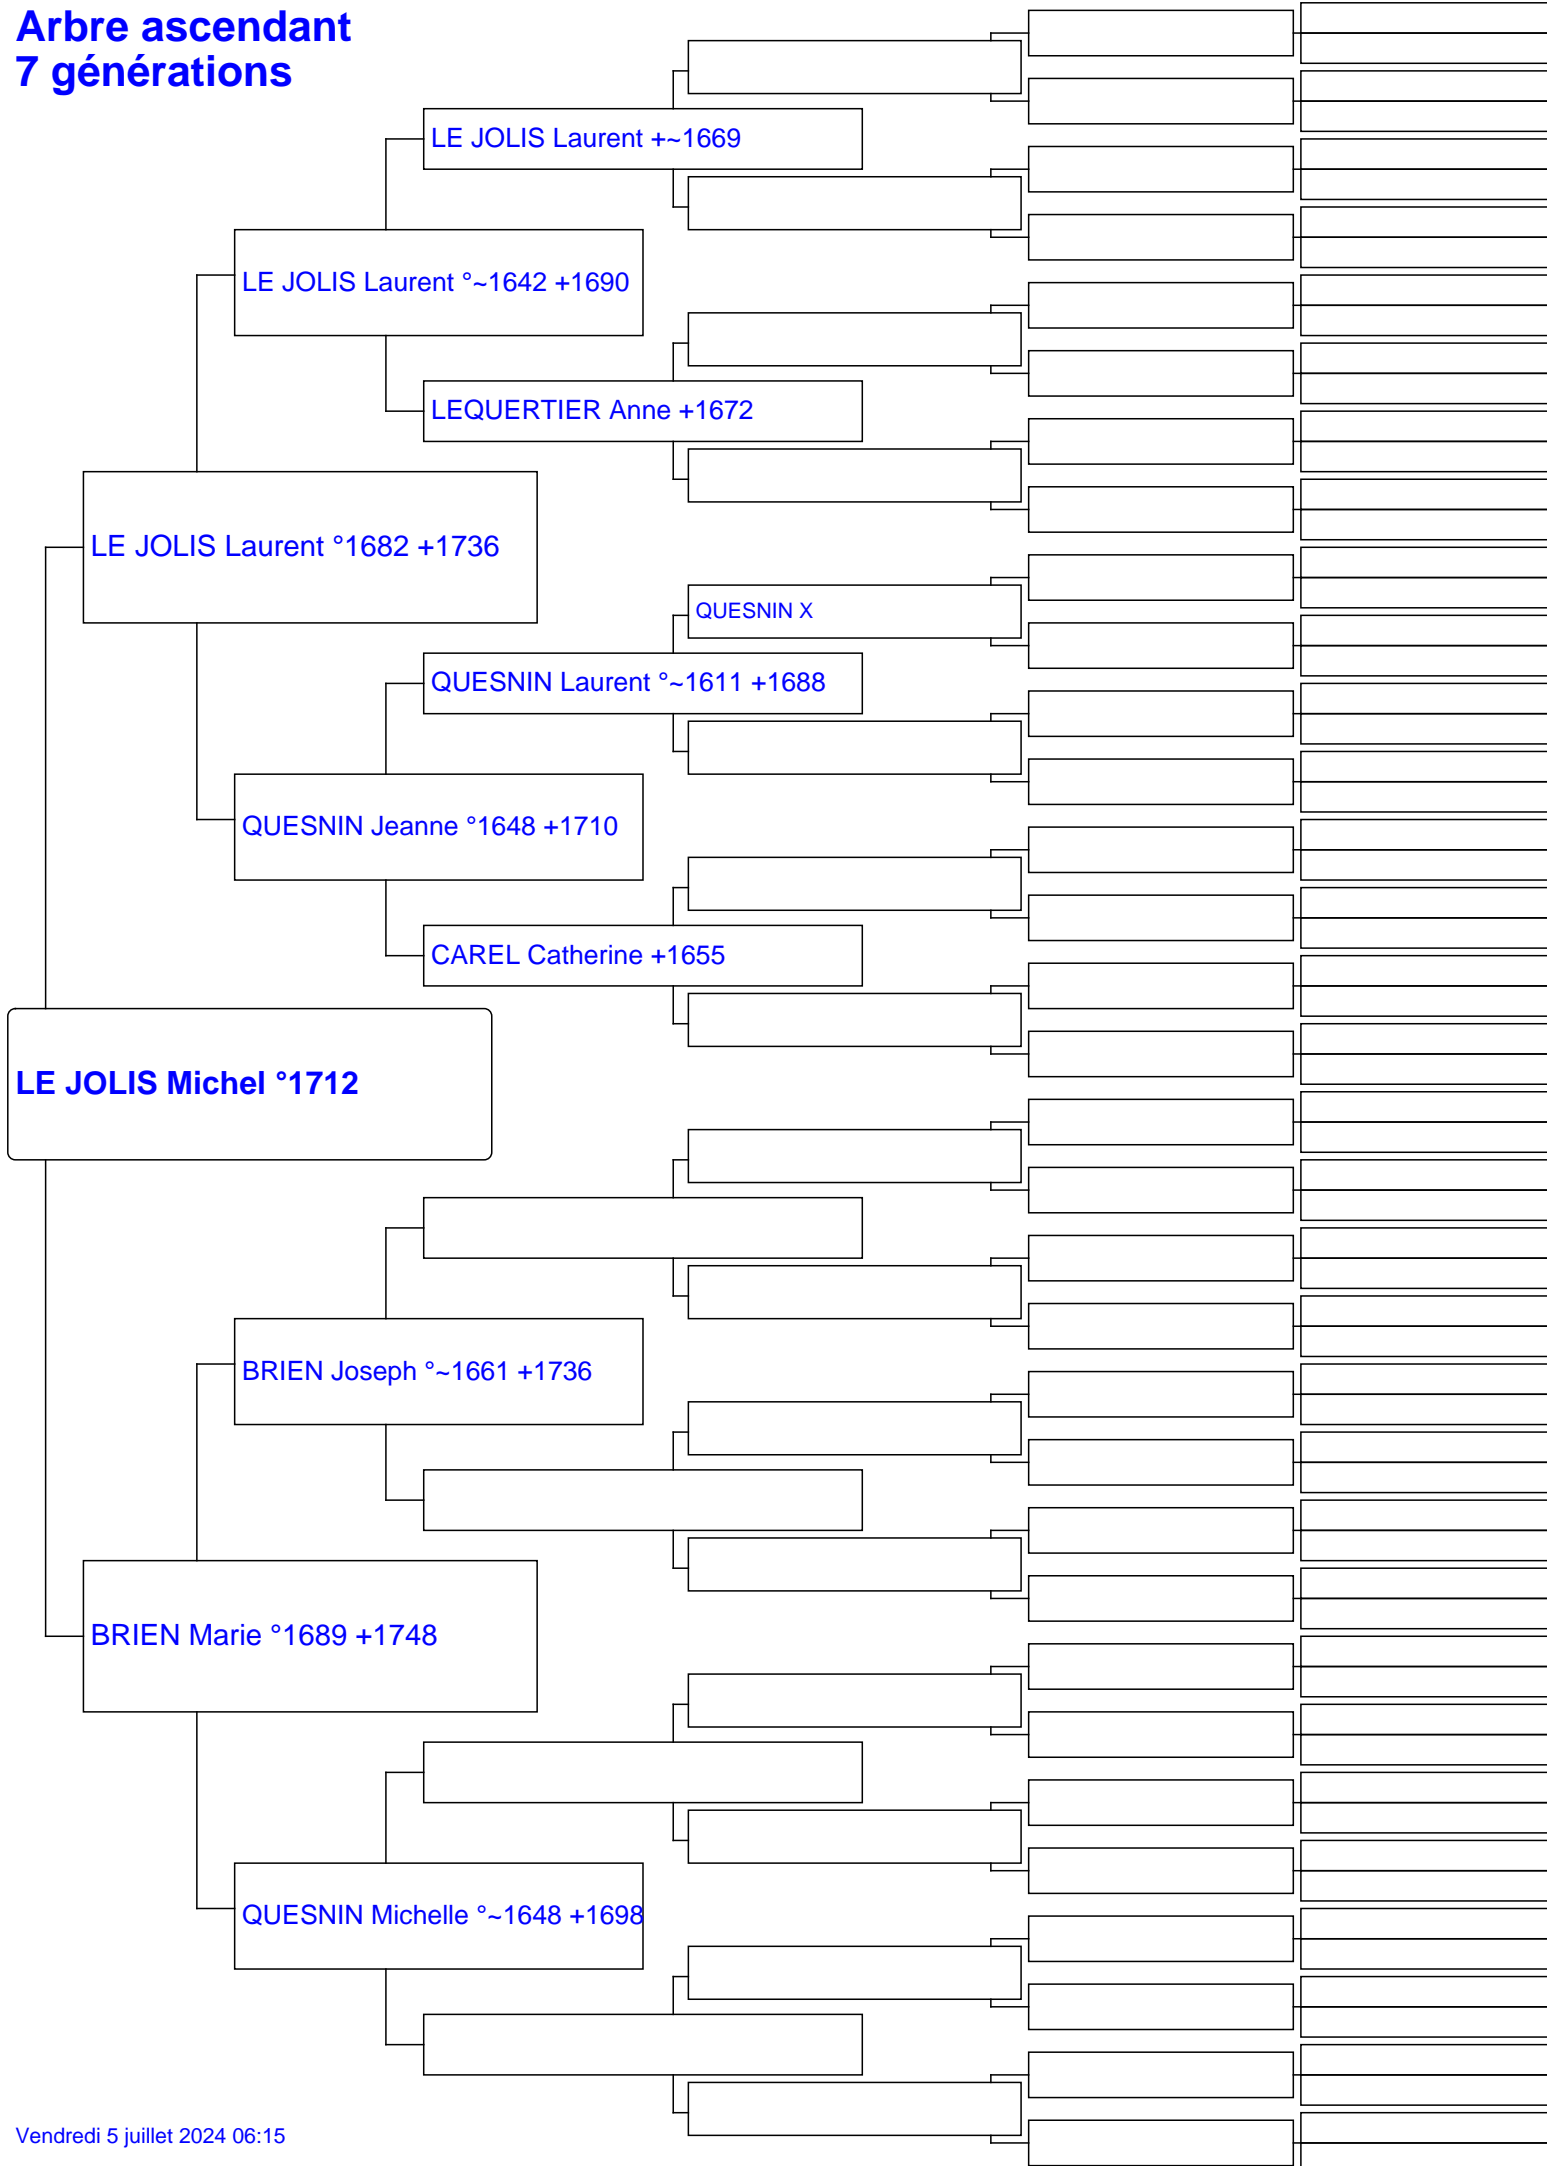 Arbre ascendant
7 générations
LE JOLIS Laurent +~1669
LE JOLIS Laurent °~1642 +1690
LEQUERTIER Anne +1672
LE JOLIS Laurent °1682 +1736
QUESNIN X
QUESNIN Laurent °~1611 +1688
QUESNIN Jeanne °1648 +1710
CAREL Catherine +1655
LE JOLIS Michel °1712
BRIEN Joseph °~1661 +1736
BRIEN Marie °1689 +1748
QUESNIN Michelle °~1648 +1698
Vendredi 5 juillet 2024 06:15